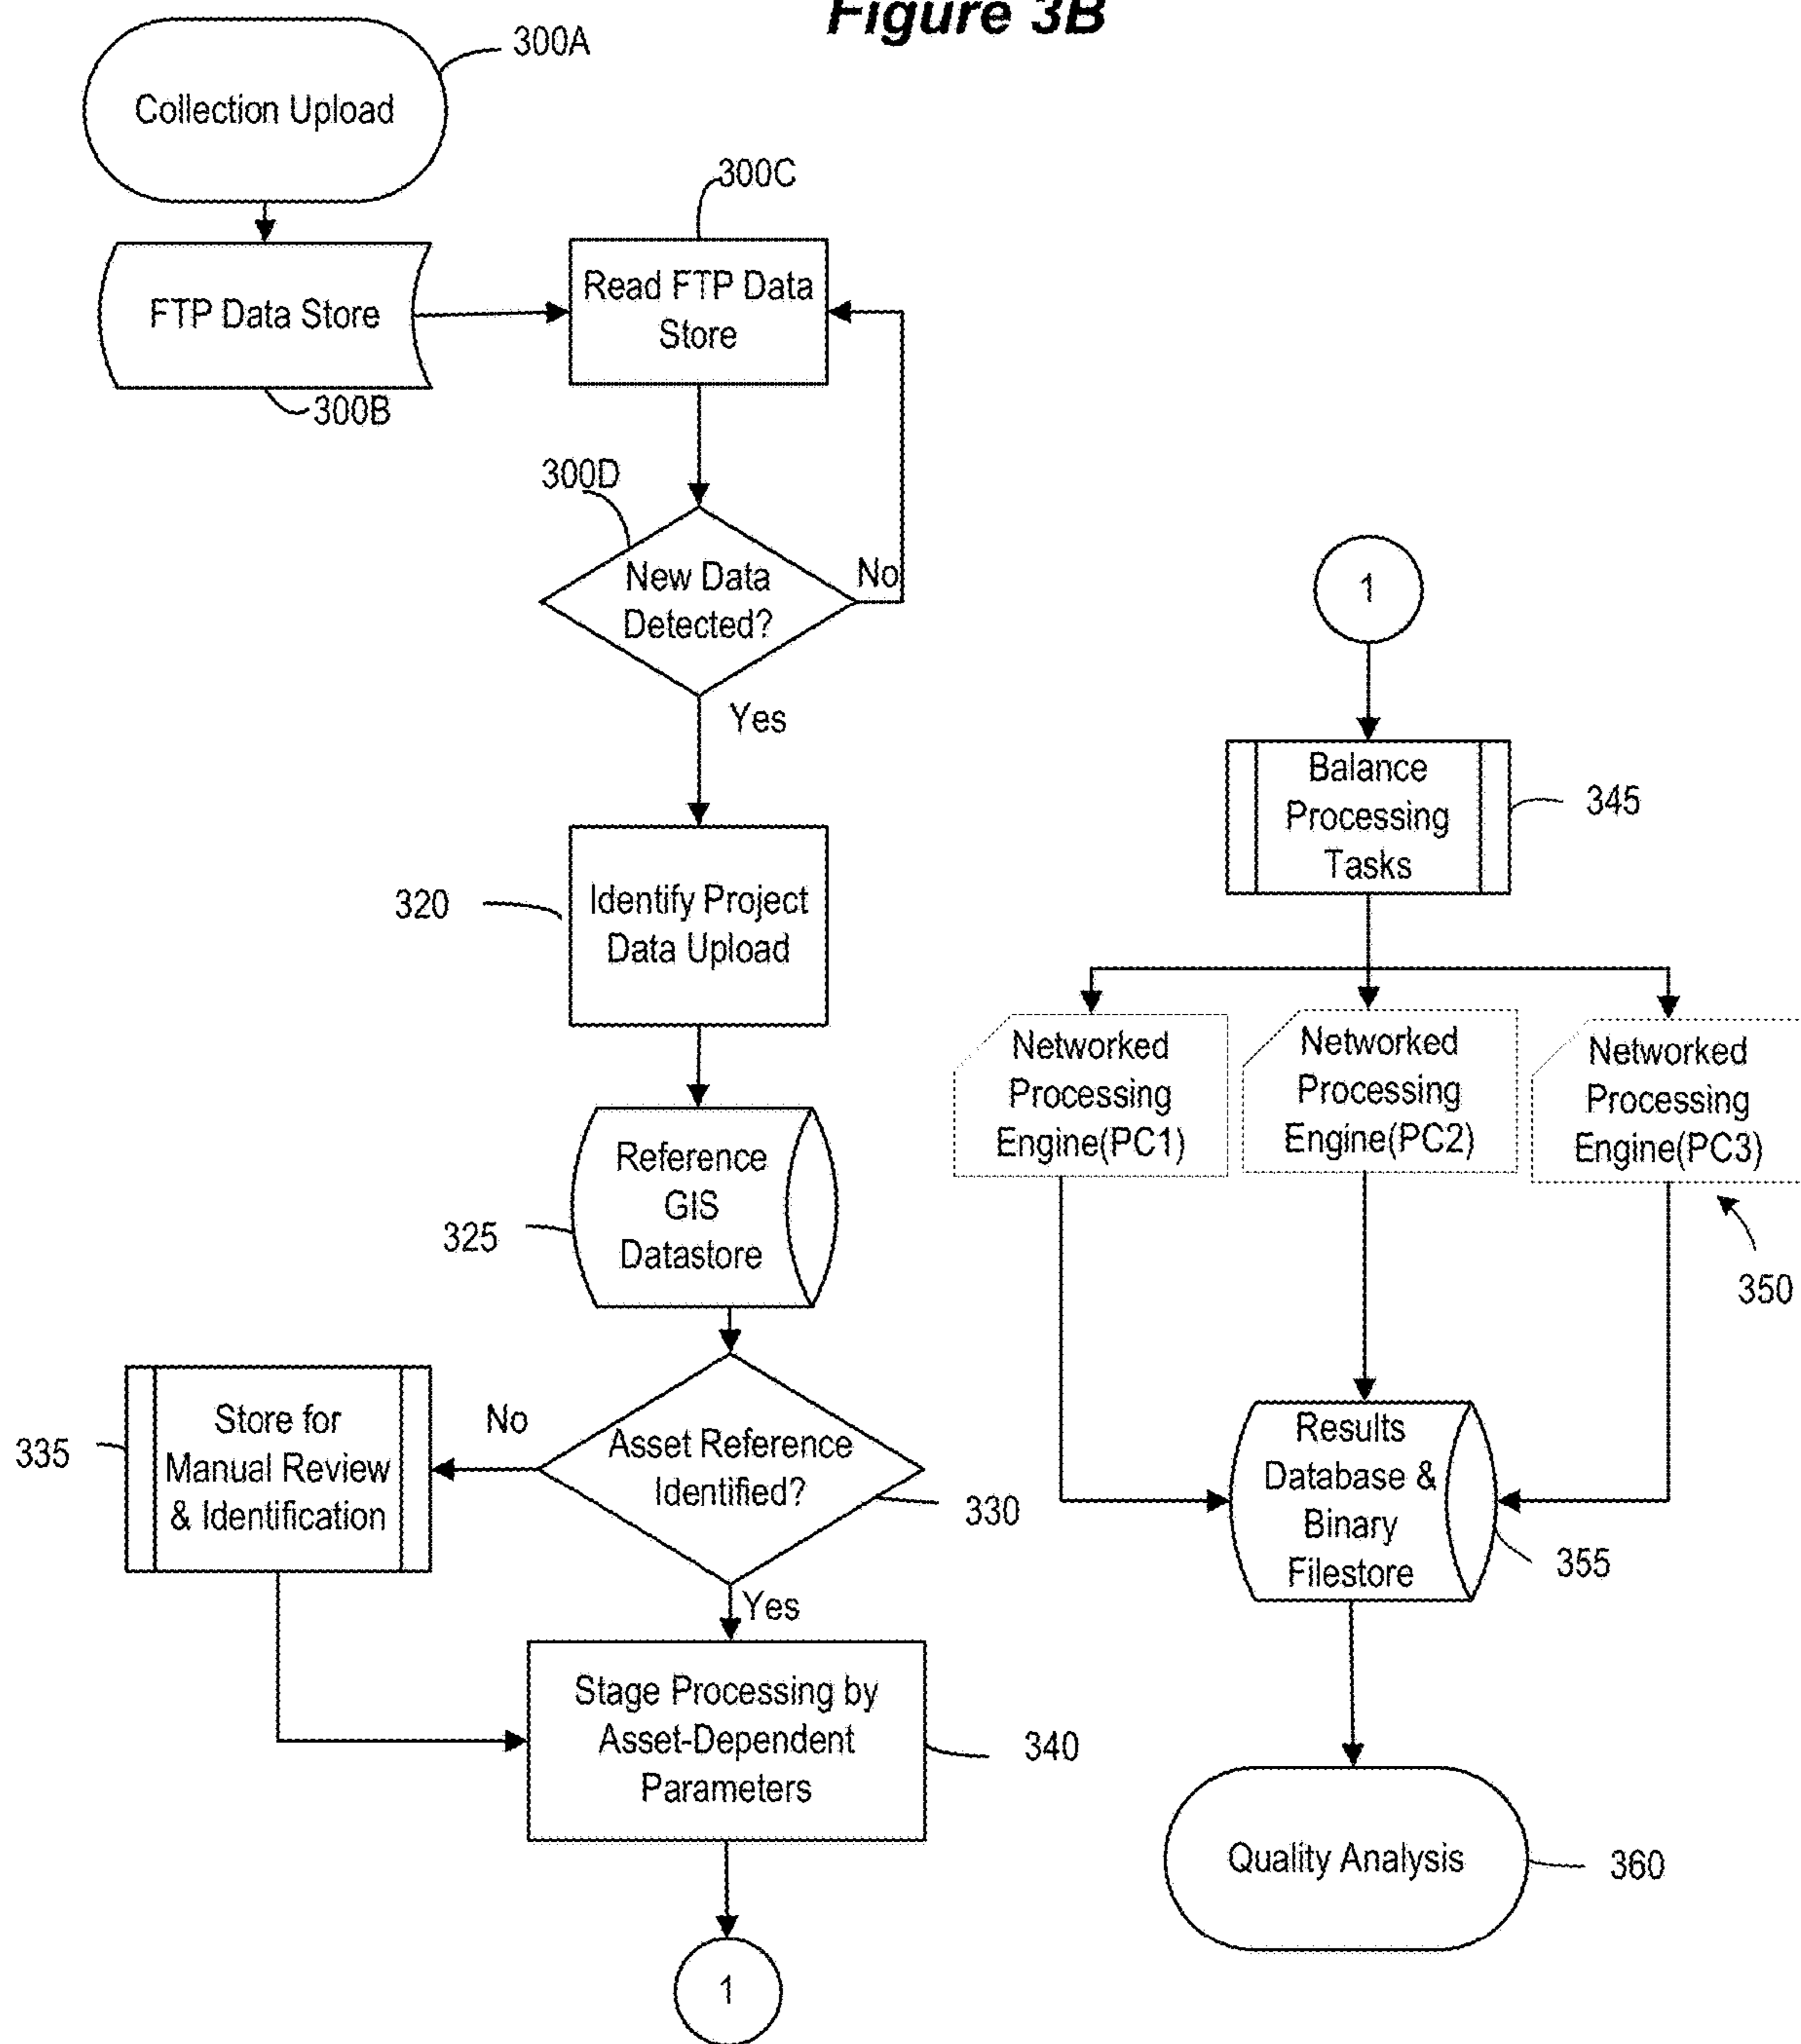 Figure 3B
300A
Collection Upload
300C
FTP Data Store
Read FTP Data
Store
300B
300D
New Data
Detected?
No
Yes
320
Identify Project
Data Upload
325
Reference
GIS
Datastore
335
Store for
Manual Review
& Identification
No
Asset Reference
Identified?
330
Yes
Stage Processing by
Asset-Dependent
Parameters
340
1
1
Balance
Processing
Tasks
345
Networked
Processing
Engine(PC1)
Networked
Processing
Engine(PC2)
Networked
Processing
Engine(PC3)
350
Results
Database &
Binary
Filestore
355
Quality Analysis
360